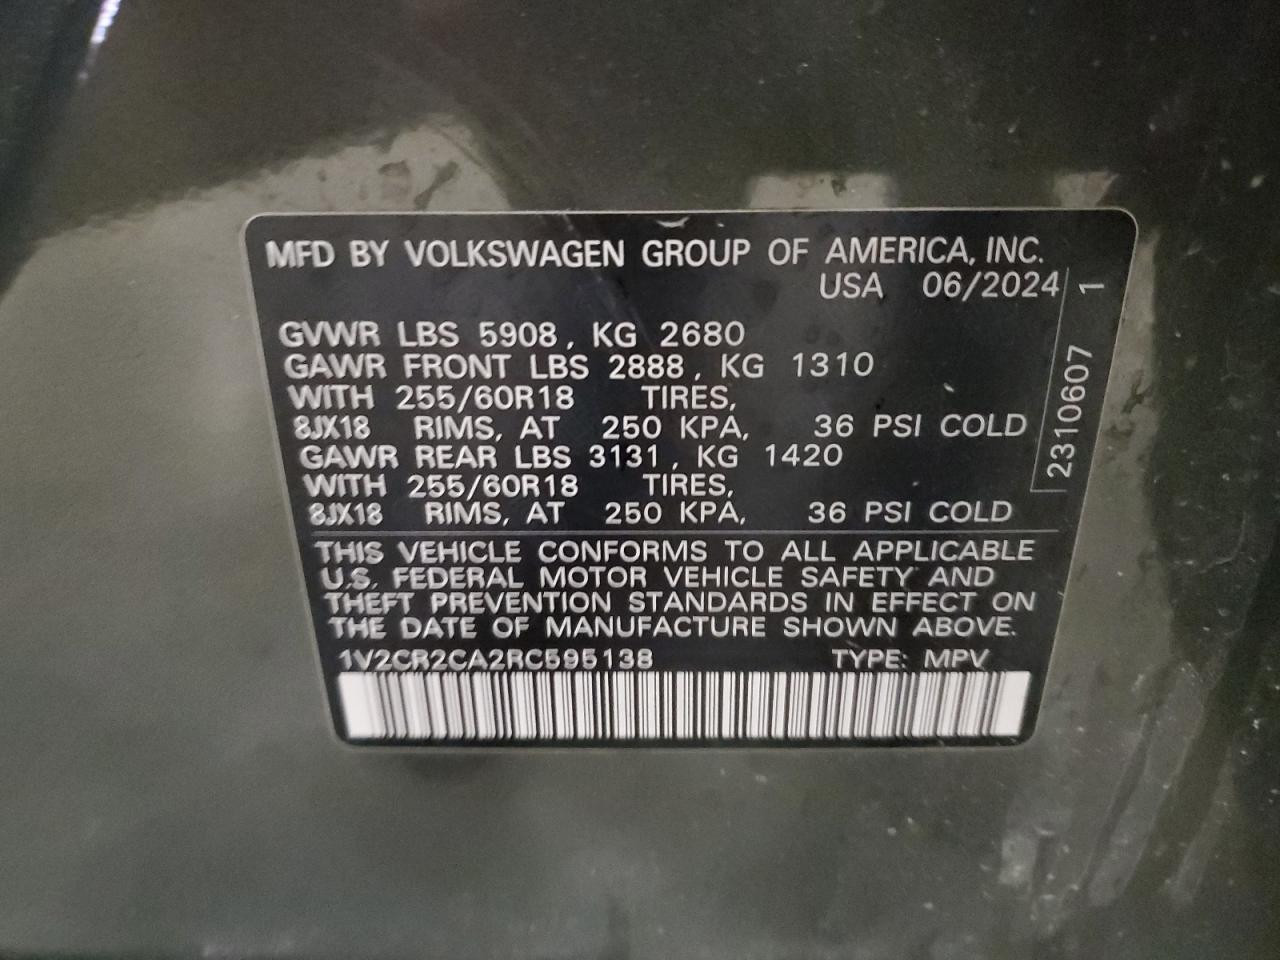 MFD BY VOLKSWAGEN GROUP OF AMERICA, INC.
USA 06/2024
GVWR LBS 5908, KG 2680
GAWR FRONT LBS 2888, KG 1310
WITH 255/60R18 TIRES,
8JX18 RIMS, AT 250 KPA, 36 PSI COLD
GAWR REAR LBS 3131, KG 1420
WITH 255/60R18 TIRES,
8JX18 RIMS, AT 250 KPA, 36 PSI COLD
THIS VEHICLE CONFORMS TO ALL APPLICABLE
U.S. FEDERAL MOTOR VEHICLE SAFETY AND
THEFT PREVENTION STANDARDS IN EFFECT ON
THE DATE OF MANUFACTURE SHOWN ABOVE.
1V2CR2CA2RC595138 TYPE: MPV
2310607 1